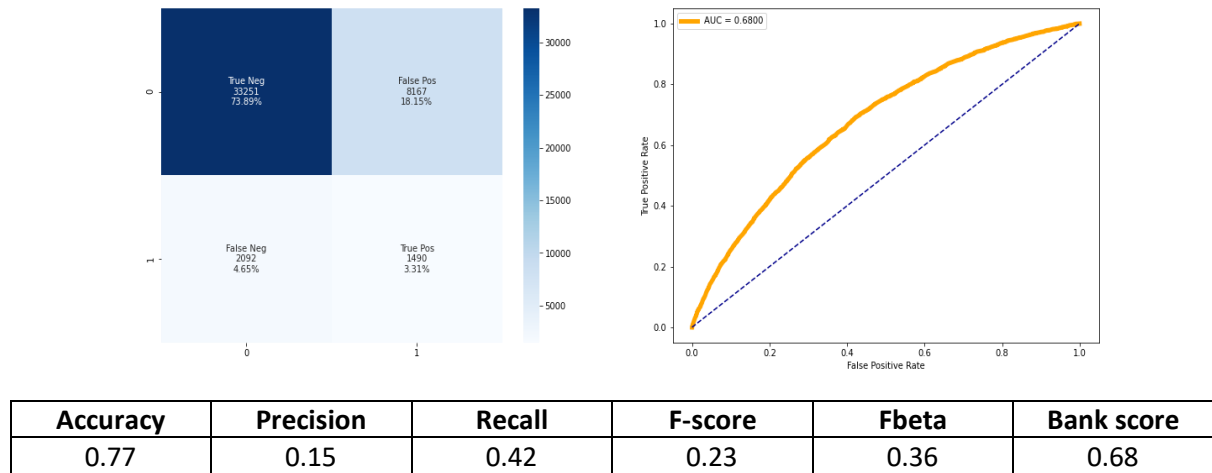 True Neg
33251
73.89%
False Pos
8167
18.15%
False Neg
2092
4.65%
True Pos
1490
3.31%
0
1
0
1
30000
25000
20000
15000
10000
5000
AUC = 0.6800
True Positive Rate
1.0
0.8
0.6
0.4
0.2
0.0
0.0 0.2 0.4 0.6 0.8 1.0
False Positive Rate
Accuracy Precision Recall F-score Fbeta Bank score
0.77 0.15 0.42 0.23 0.36 0.68